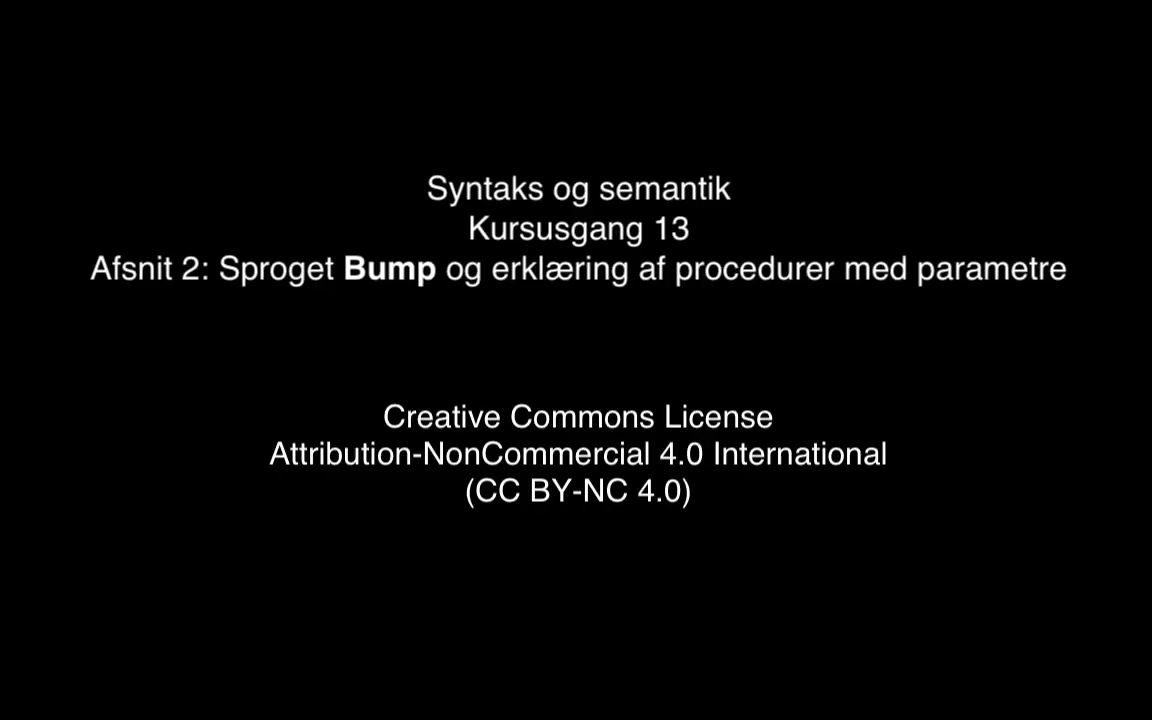 Syntaks og semantik
Kursusgang 13
Afsnit 2: Sproget Bump og erklæring af procedurer med parametre
Creative Commons License
Attribution-NonCommercial 4.0 International
(CC BY-NC 4.0)